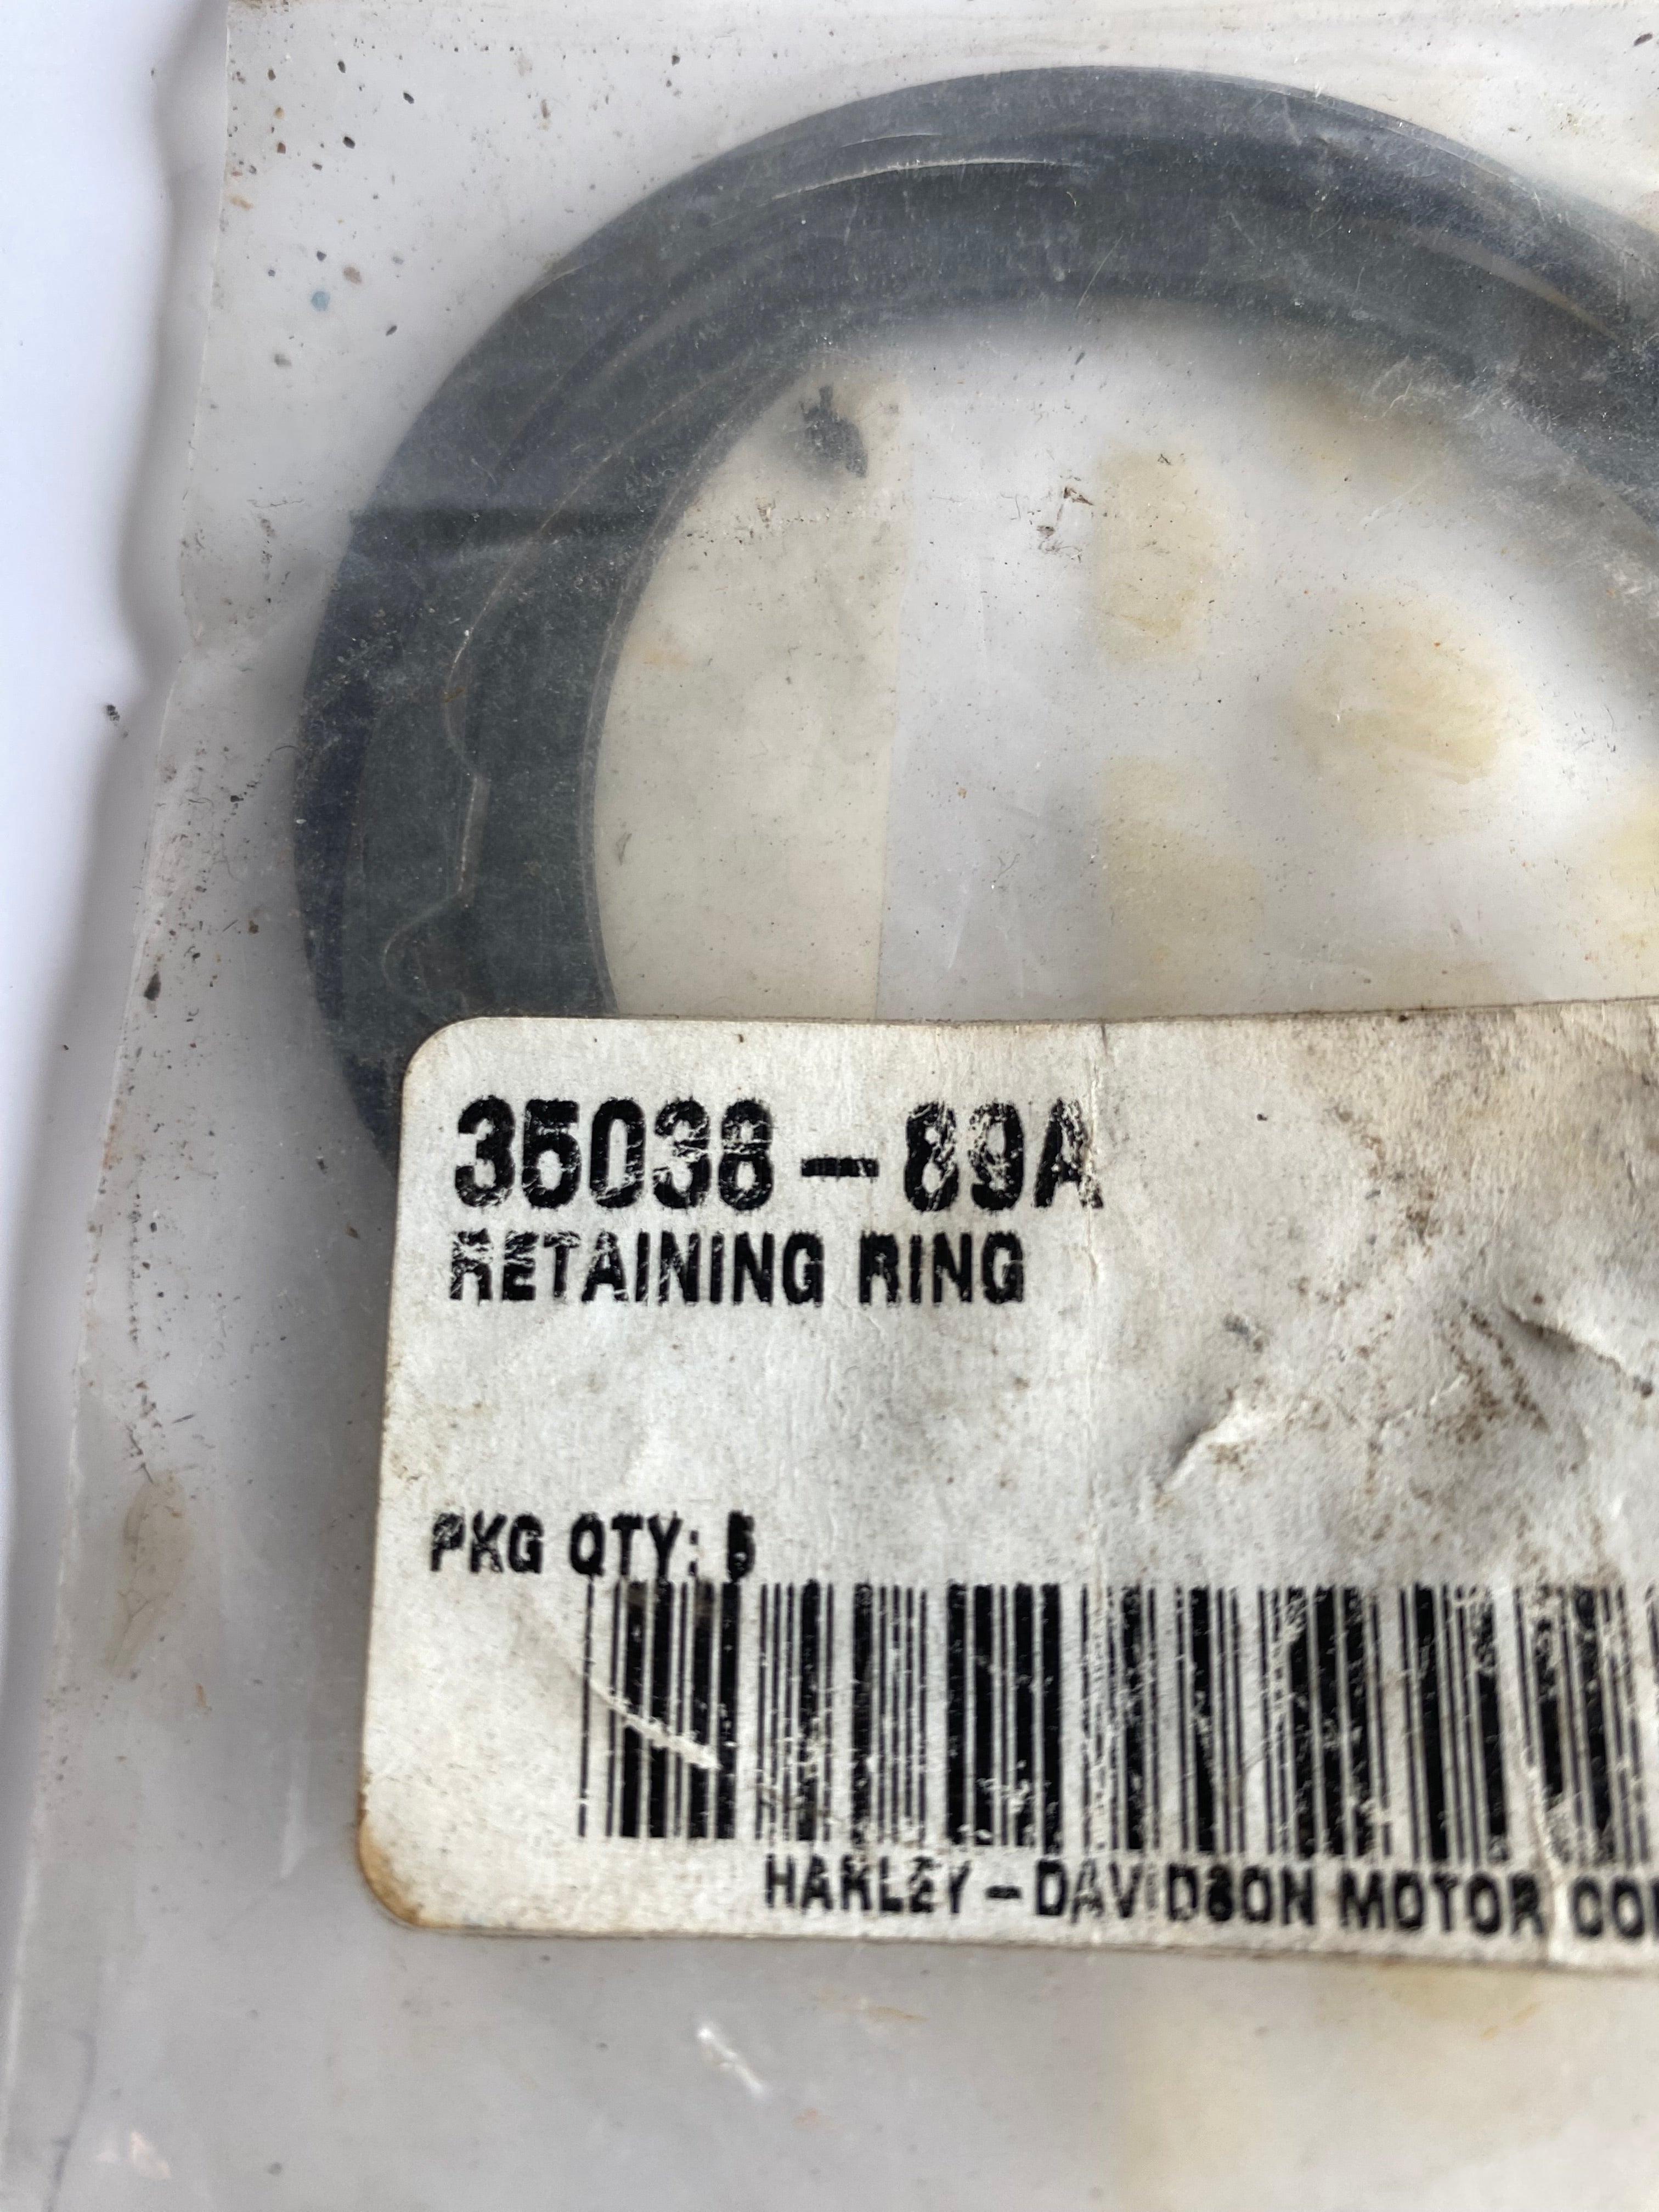 35038-89A
RETAINING RING
PKG QTY: 5
HARLEY-DAVIDSON MOTOR